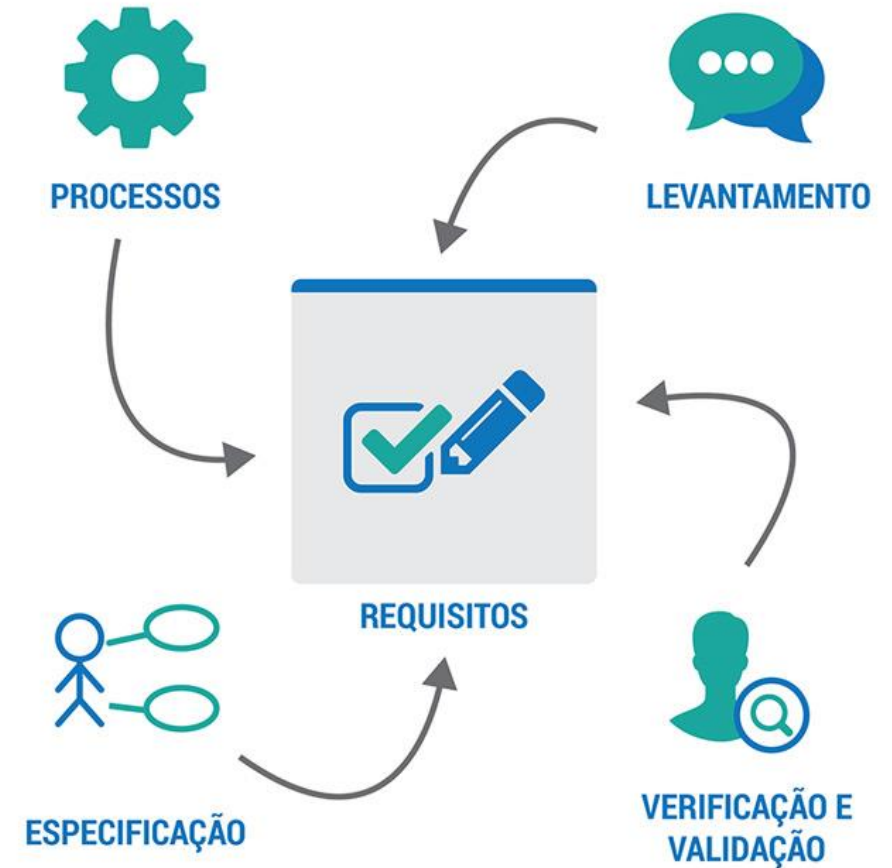 PROCESSOS
LEVANTAMENTO
REQUISITOS
ESPECIFICAÇÃO
VERIFICAÇÃO E
VALIDAÇÃO